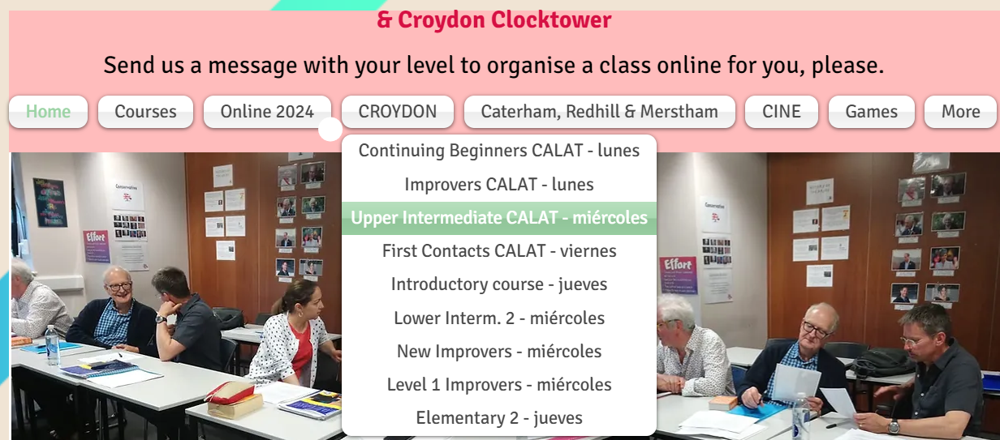 & Croydon Clocktower
Send us a message with your level to organise a class online for you, please.
Home
Courses
Online 2024
CROYDON
Caterham, Redhill & Merstham
CINE
Games
More
Continuing Beginners CALAT - lunes
Improvers CALAT - lunes
Upper Intermediate CALAT - miércoles
First Contacts CALAT - viernes
Introductory course - jueves
Lower Interm. 2 - miércoles
New Improvers - miércoles
Level 1 Improvers - miércoles
Elementary 2 - jueves
Conservative
Effort
Conservative
Effort